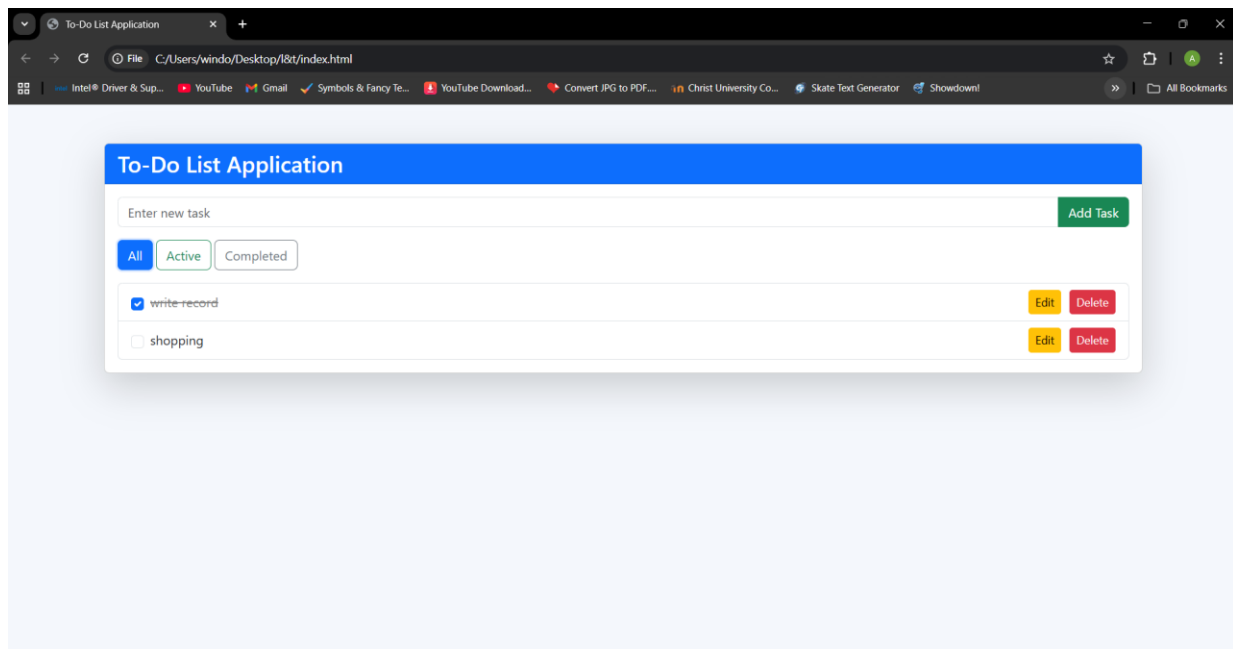 To-Do List Application
File C:/Users/windo/Desktop/l&t/index.html A
Intel® Driver & Sup... YouTube Gmail Symbols & Fancy Te... YouTube Download... Convert JPG to PDF.... Christ University Co... Skate Text Generator Showdown! » All Bookmarks
To-Do List Application
Enter new task Add Task
All Active Completed
write record Edit Delete
shopping Edit Delete